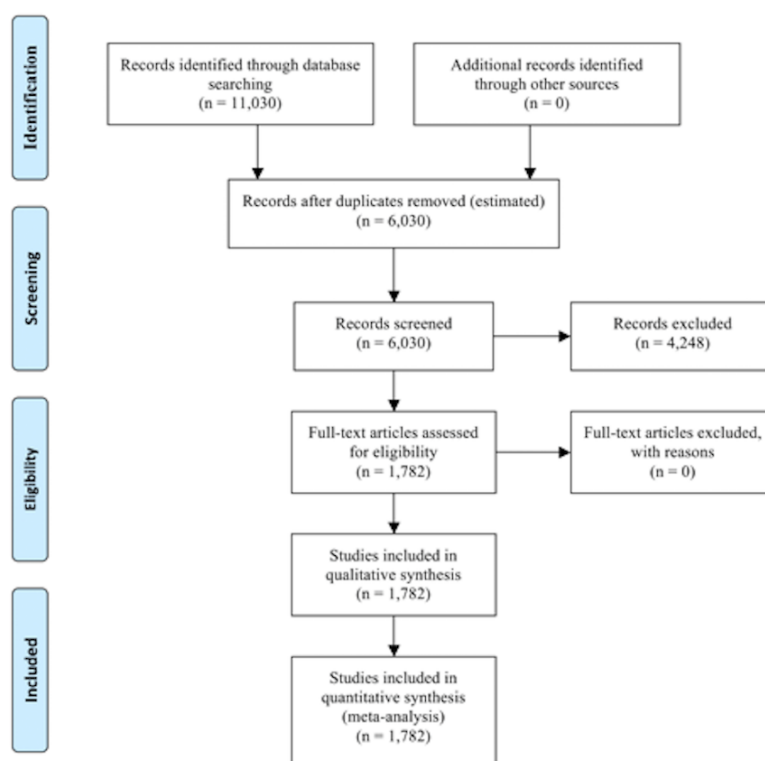 Identification
Records identified through database
searching
(n = 11,030)
Additional records identified
through other sources
(n = 0)
Records after duplicates removed (estimated)
(n = 6,030)
Screening
Records screened
(n = 6,030)
Records excluded
(n = 4,248)
Eligibility
Full-text articles assessed
for eligibility
(n = 1,782)
Full-text articles excluded,
with reasons
(n = 0)
Studies included in
qualitative synthesis
(n = 1,782)
Included
Studies included in
quantitative synthesis
(meta-analysis)
(n = 1,782)